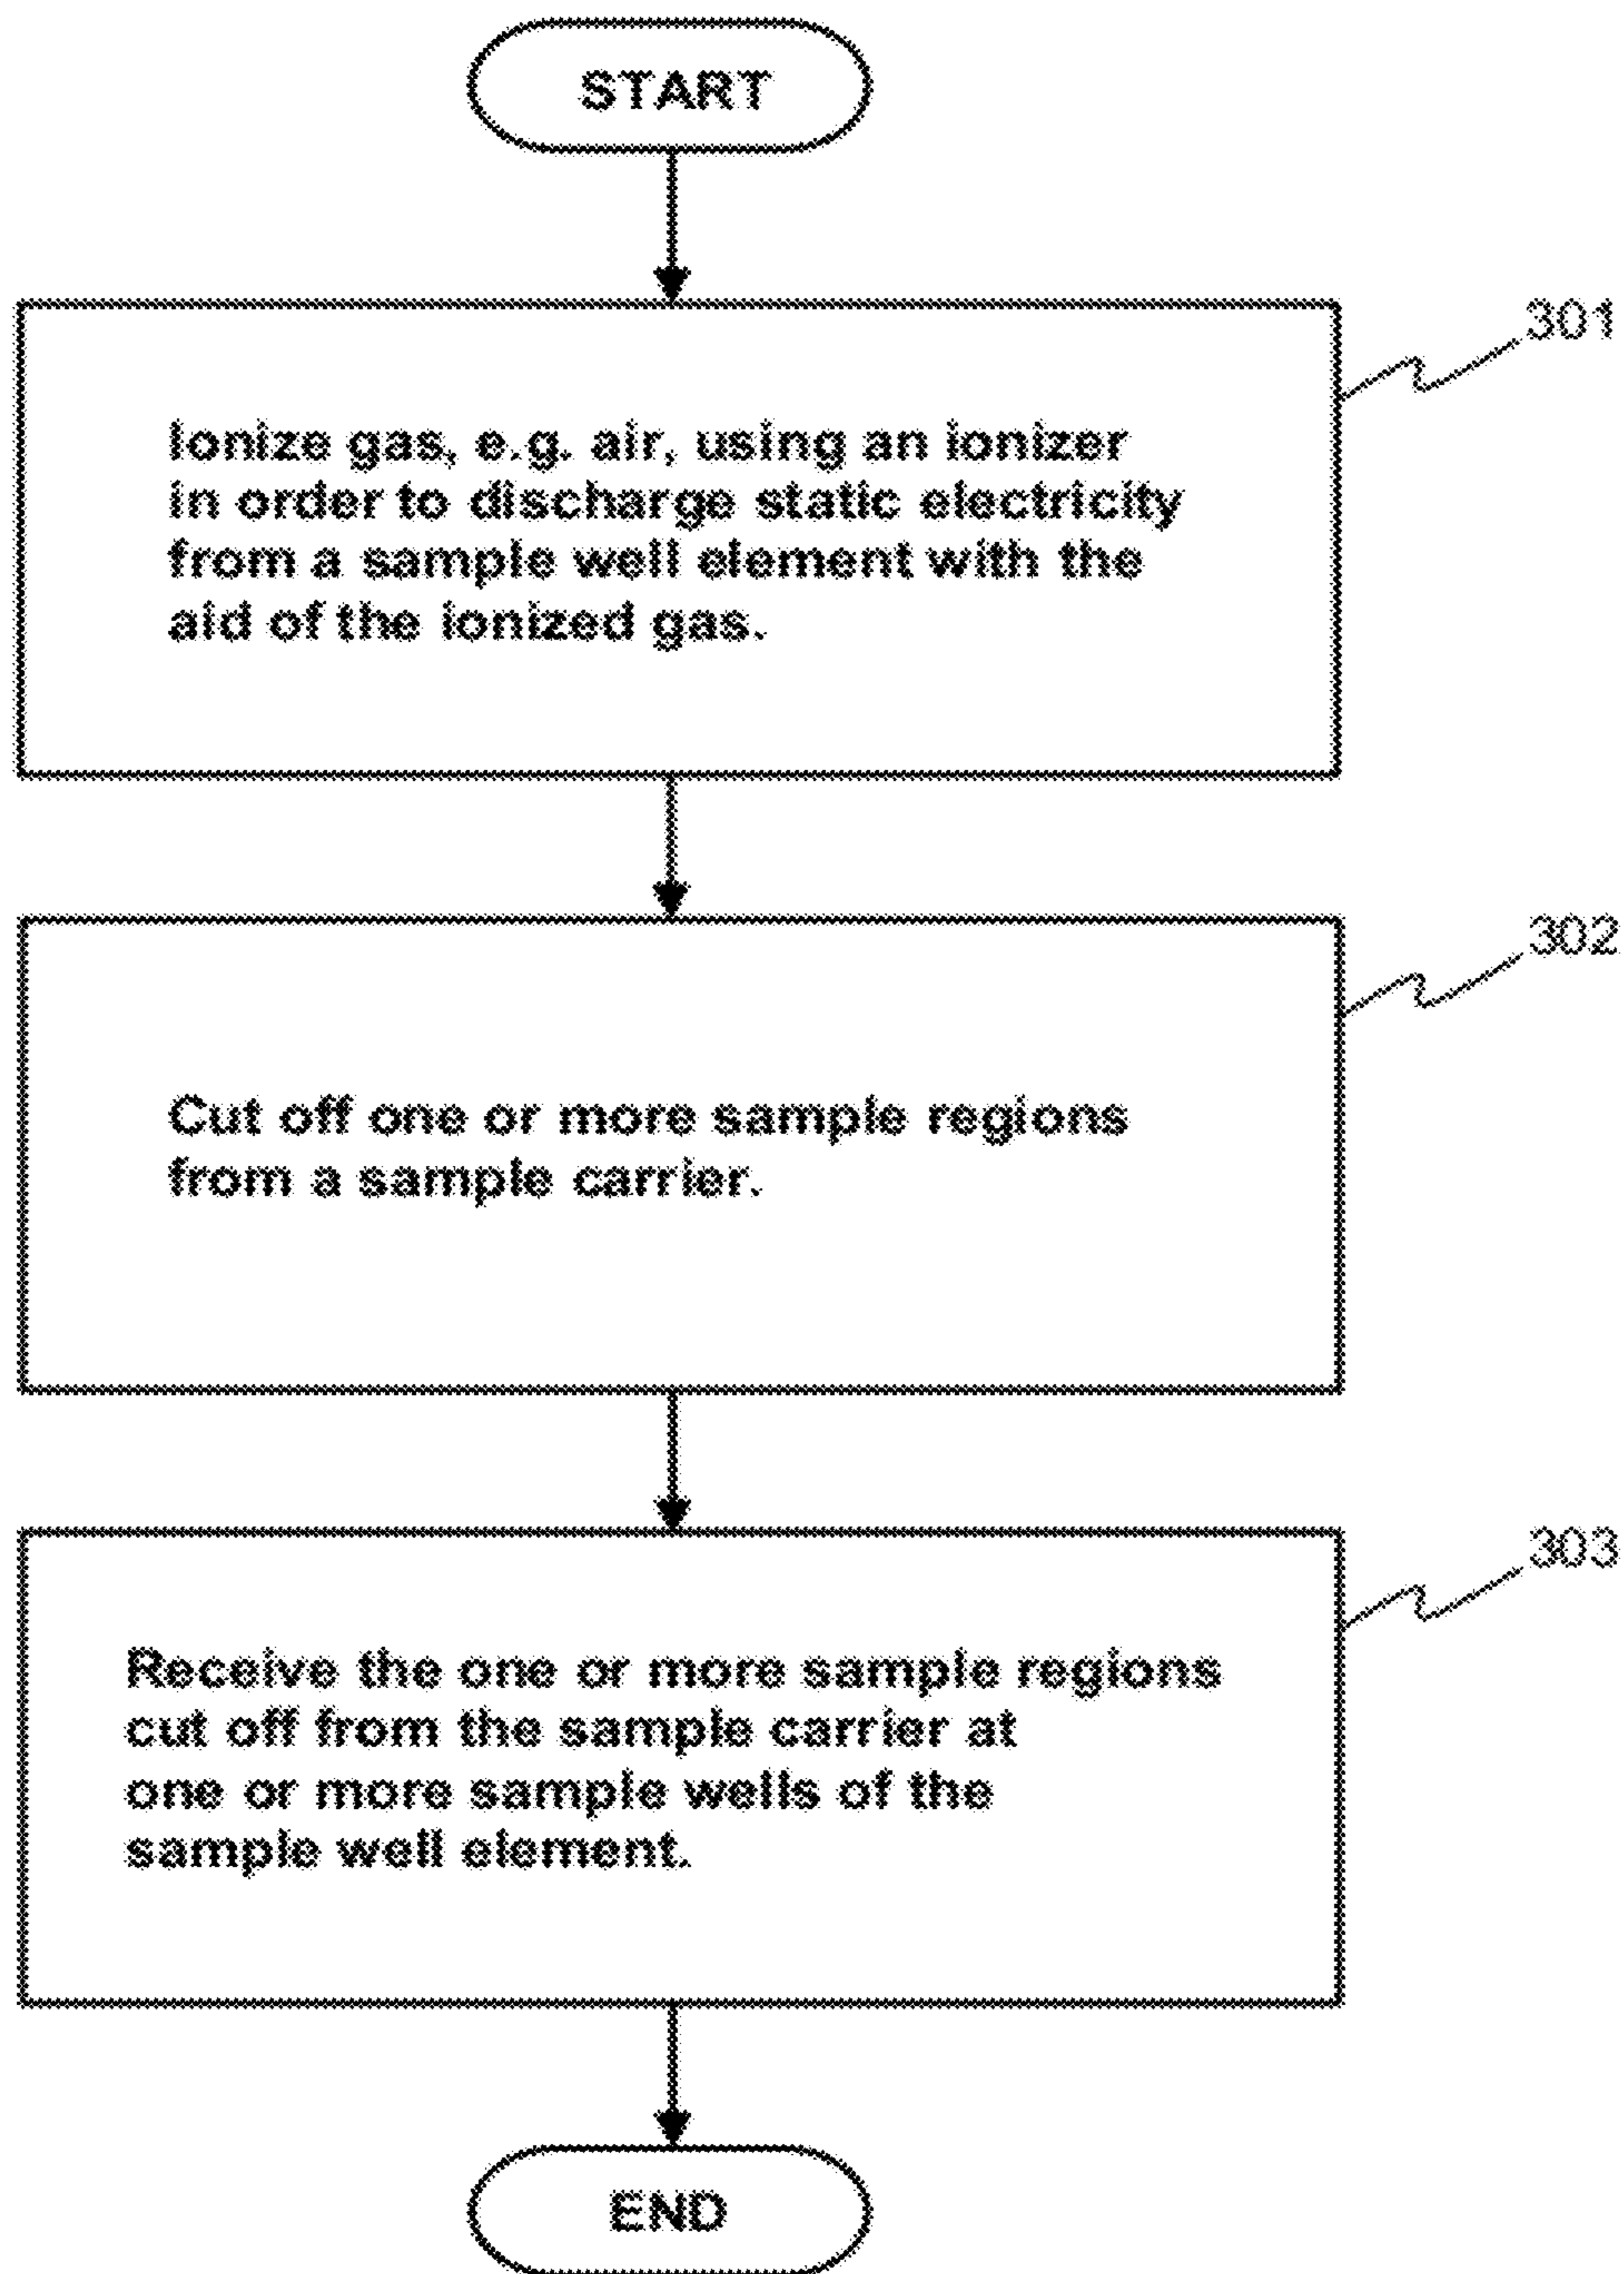 START
301
Ionize gas, e.g. air, using an ionizer
in order to discharge static electricity
from a sample well element with the
aid of the ionized gas.
302
Cut off one or more sample regions
from a sample carrier.
303
Receive the one or more sample regions
cut off from the sample carrier at
one or more sample wells of the
sample well element.
END